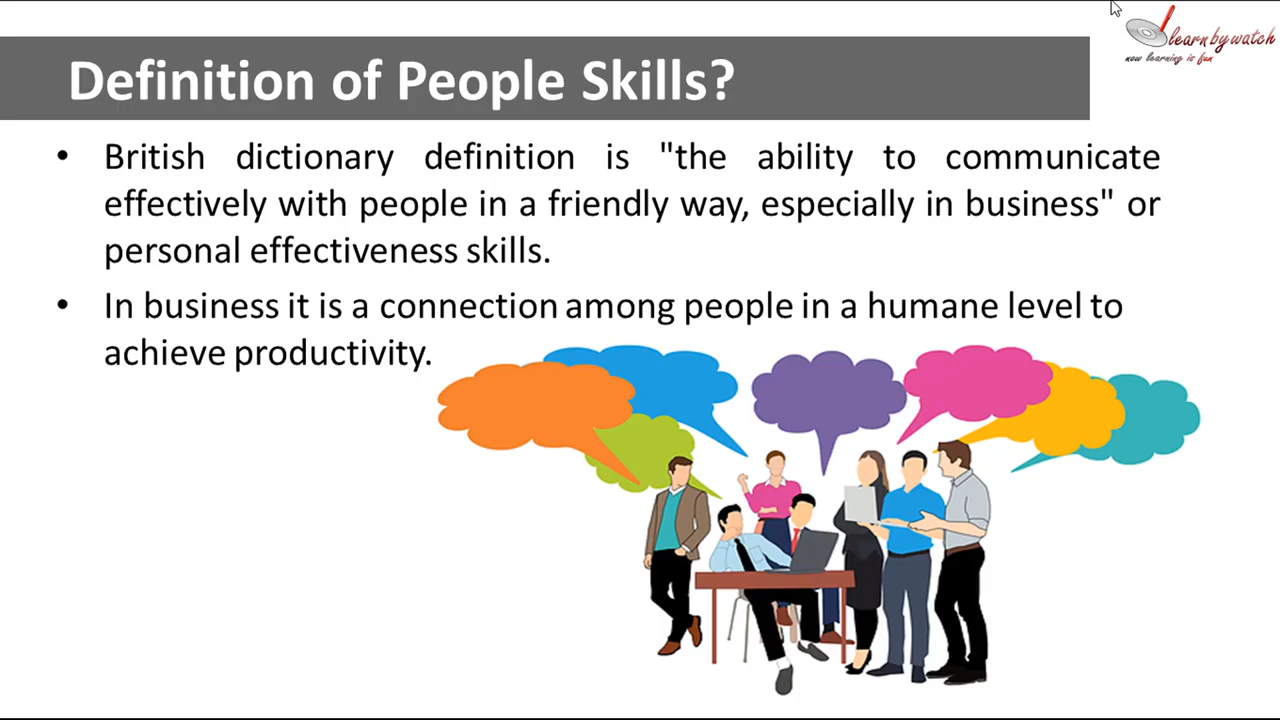 learnbywatch
now learning is fun
Definition of People Skills?
• British dictionary definition is "the ability to communicate
effectively with people in a friendly way, especially in business" or
personal effectiveness skills.
• In business it is a connection among people in a humane level to
achieve productivity.